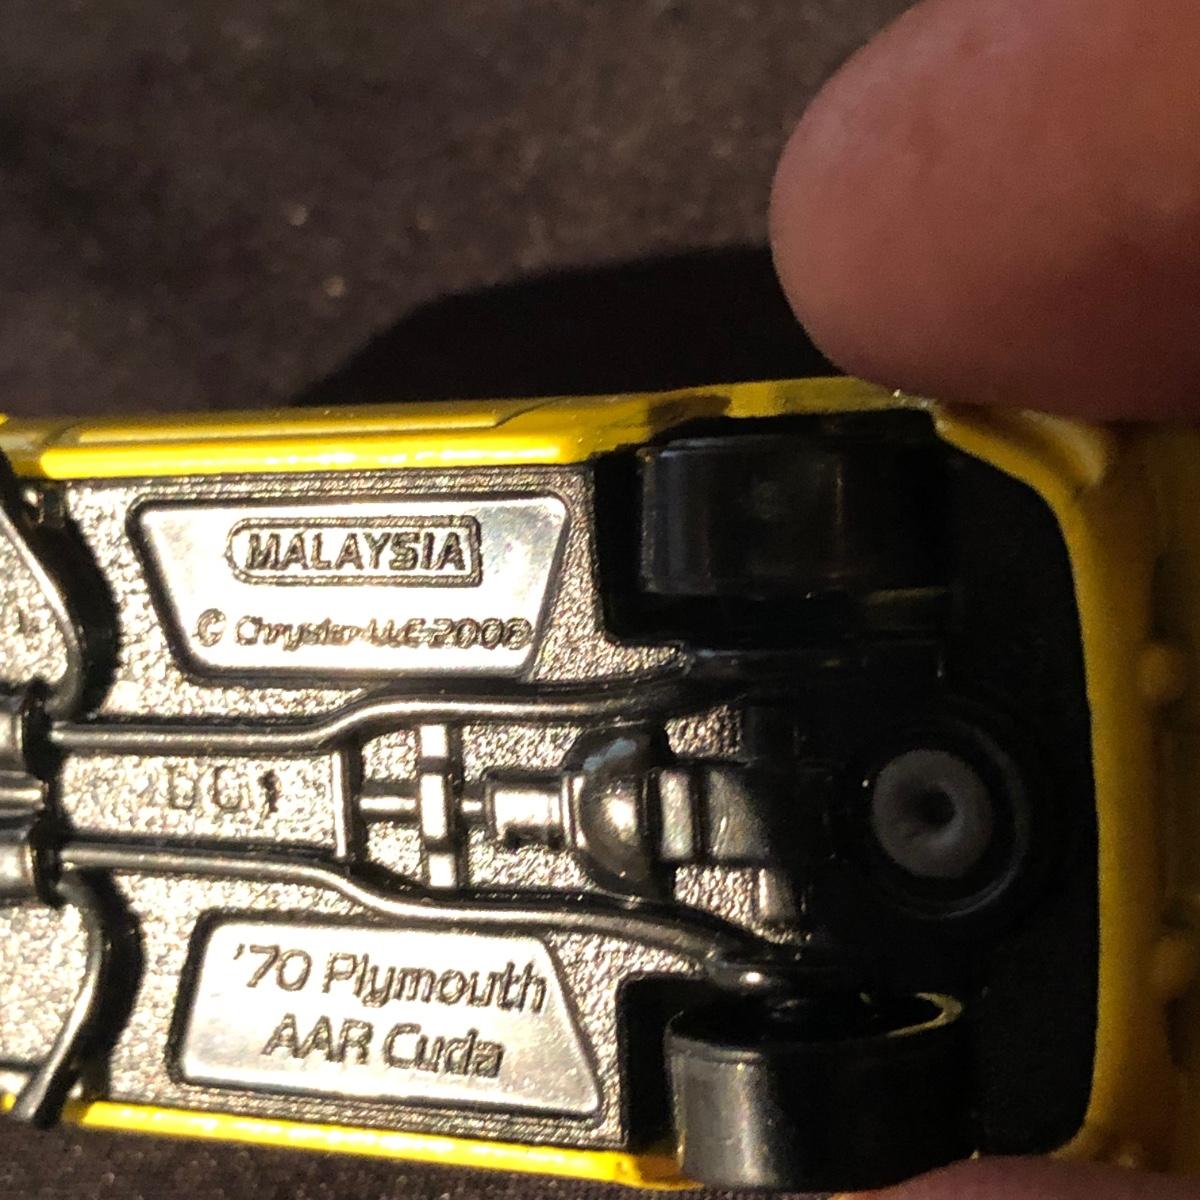 MALAYSIA
© Chrysler LLC 2008
'70 Plymouth
AAR Cuda